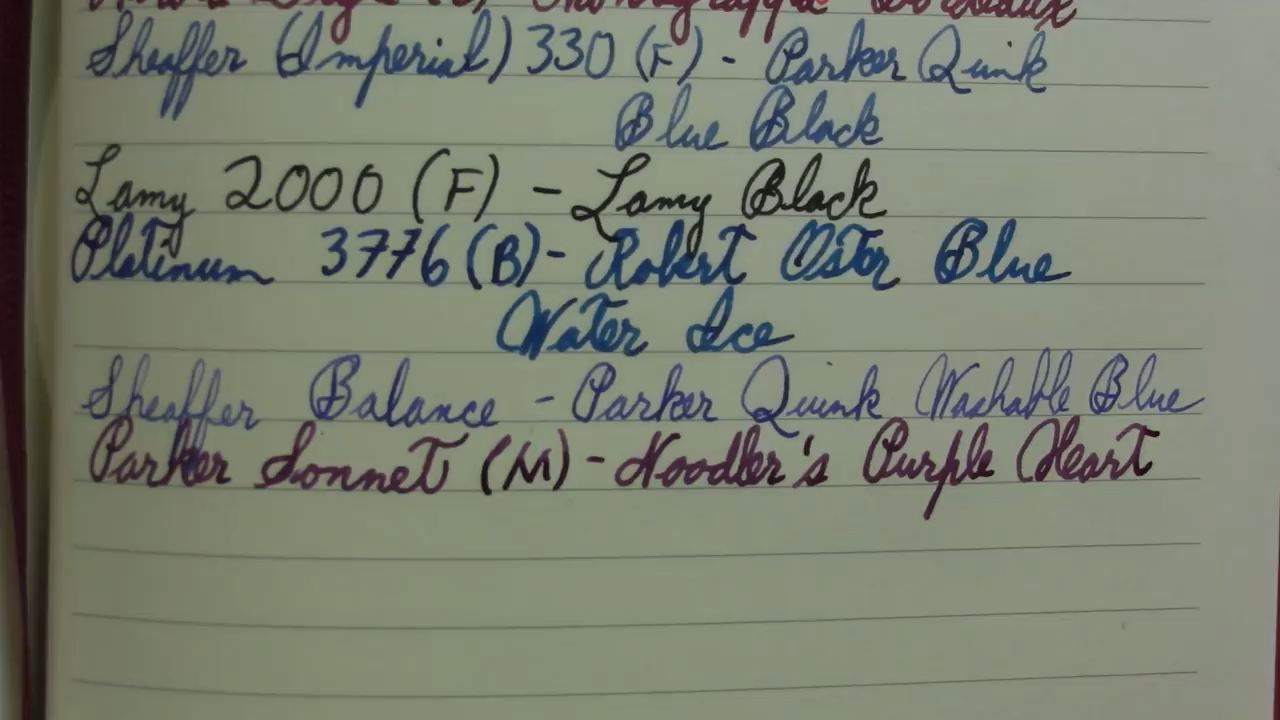 Bordeaux
Sheaffer (Imperial) 330 (F) - Parker Quink
Blue Black
Lamy 2000 (F) - Lamy Black
Platinum 3776 (B) - Robert Oster Blue
Water Ice
Sheaffer Balance - Parker Quink Washable Blue
Parker Sonnet (M) - Noodler's Purple Heart